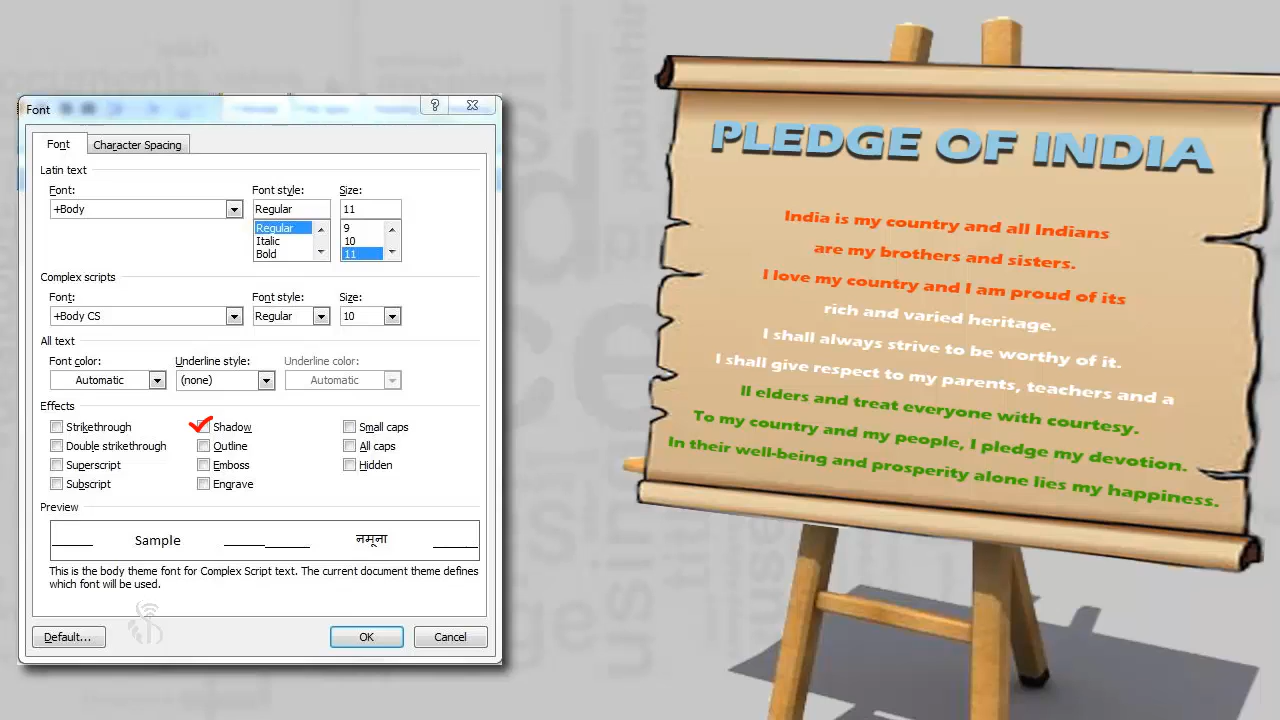 Font
Font
Character Spacing
Latin text
Font:
Font style:
Size:
+Body
Regular
11
Regular
9
Italic
10
Bold
11
Complex scripts
Font:
Font style:
Size:
+Body CS
Regular
10
All text
Font color:
Underline style:
Underline color:
Automatic
(none)
Automatic
Effects
Strikethrough
Shadow
Small caps
Double strikethrough
Outline
All caps
Superscript
Emboss
Hidden
Subscript
Engrave
Preview
Sample
नमूना
This is the body theme font for Complex Script text. The current document theme defines
which font will be used.
Default...
OK
Cancel
PLEDGE OF INDIA
India is my country and all Indians
are my brothers and sisters.
I love my country and I am proud of its
rich and varied heritage.
I shall always strive to be worthy of it.
I shall give respect to my parents, teachers and a
ll elders and treat everyone with courtesy.
To my country and my people, I pledge my devotion.
In their well-being and prosperity alone lies my happiness.